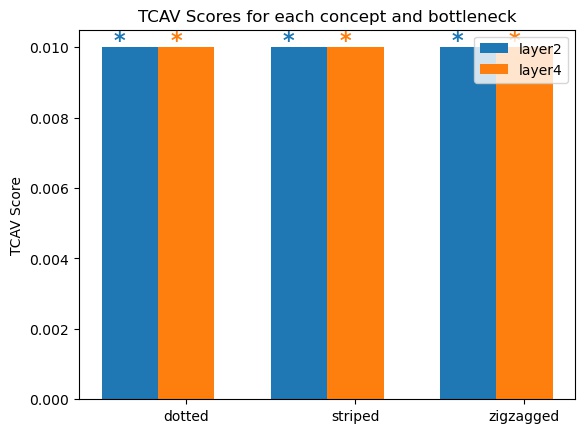 TCAV Scores for each concept and bottleneck
* * * * * *
layer2
layer4
0.010
0.008
0.006
0.004
0.002
0.000
TCAV Score
dotted striped zigzagged